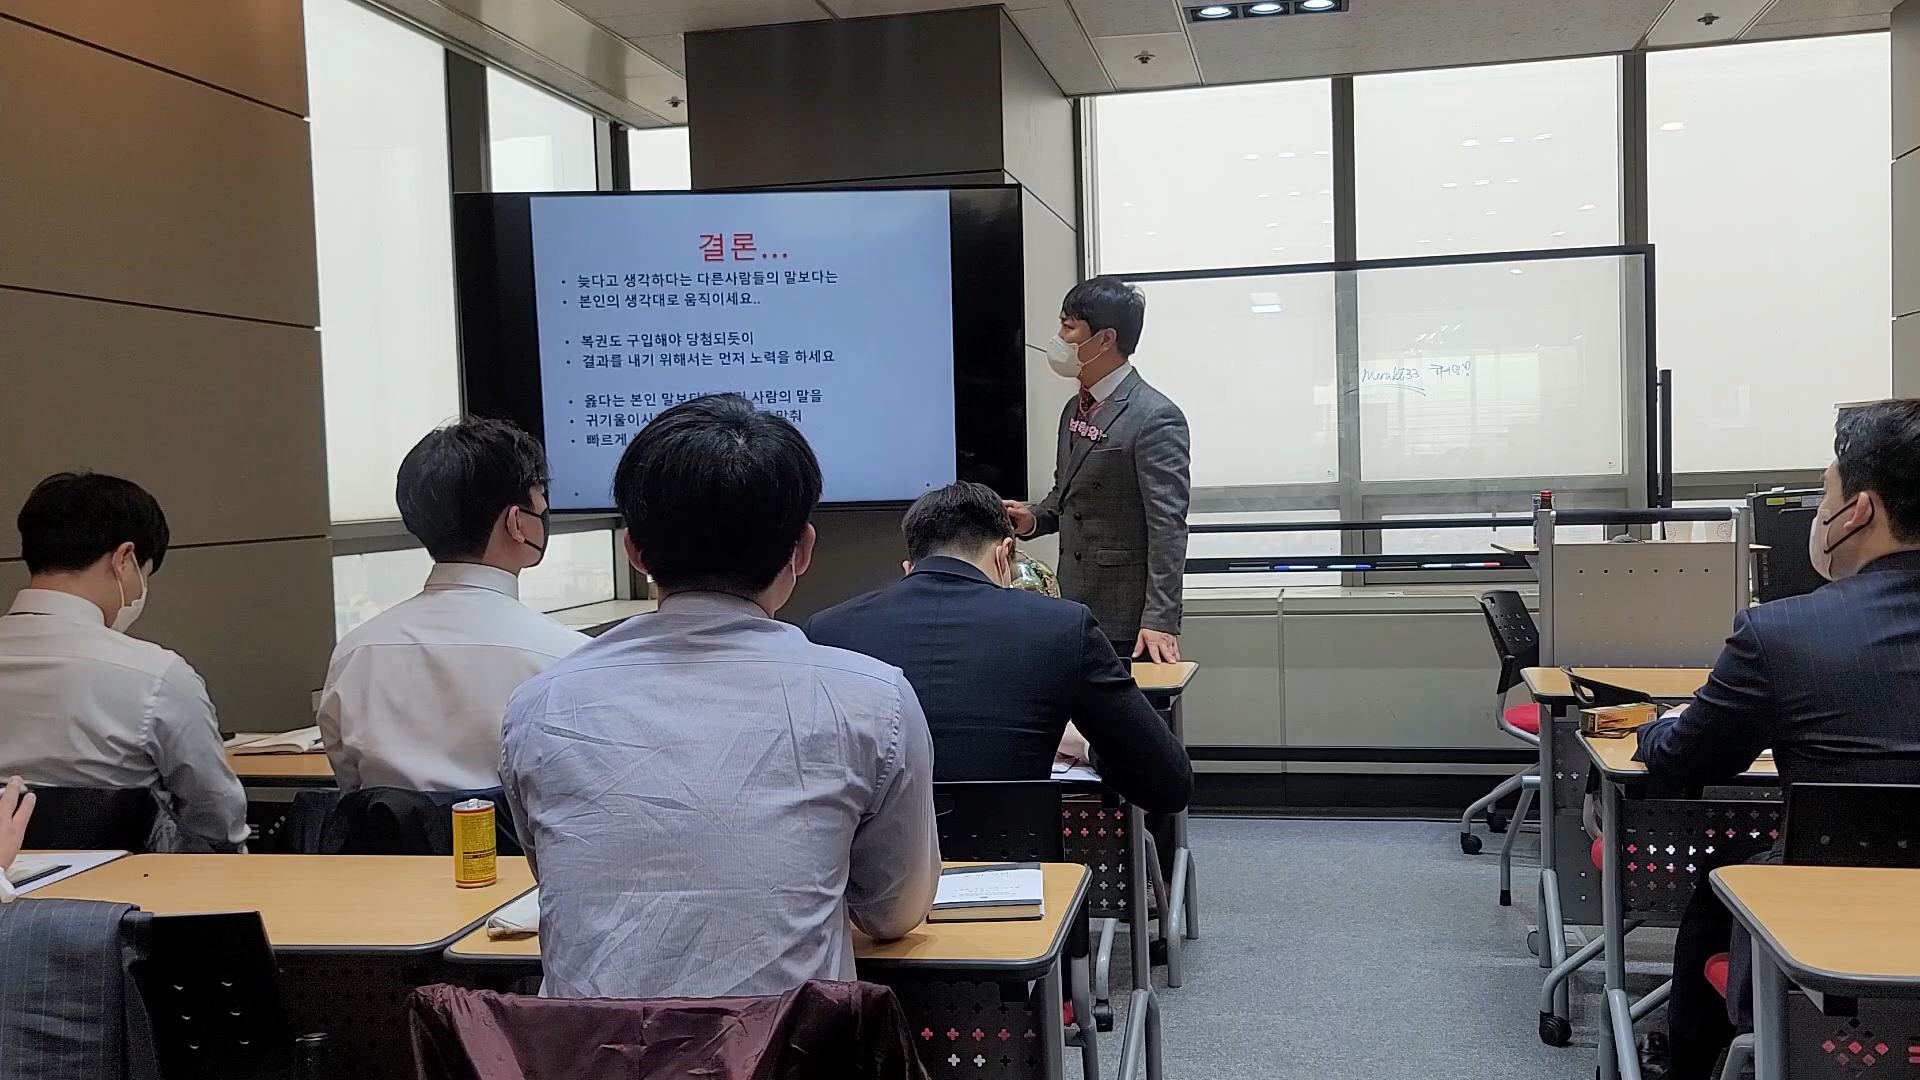 결론...
• 늦다고 생각하다는 다른사람들의 말보다는
• 본인의 생각대로 움직이세요..
• 복권도 구입해야 당첨되듯이
• 결과를 내기 위해서는 먼저 노력을 하세요
• 옳다는 본인 말보다는 사람의 말을
• 귀기울이시 맞춰
• 빠르게